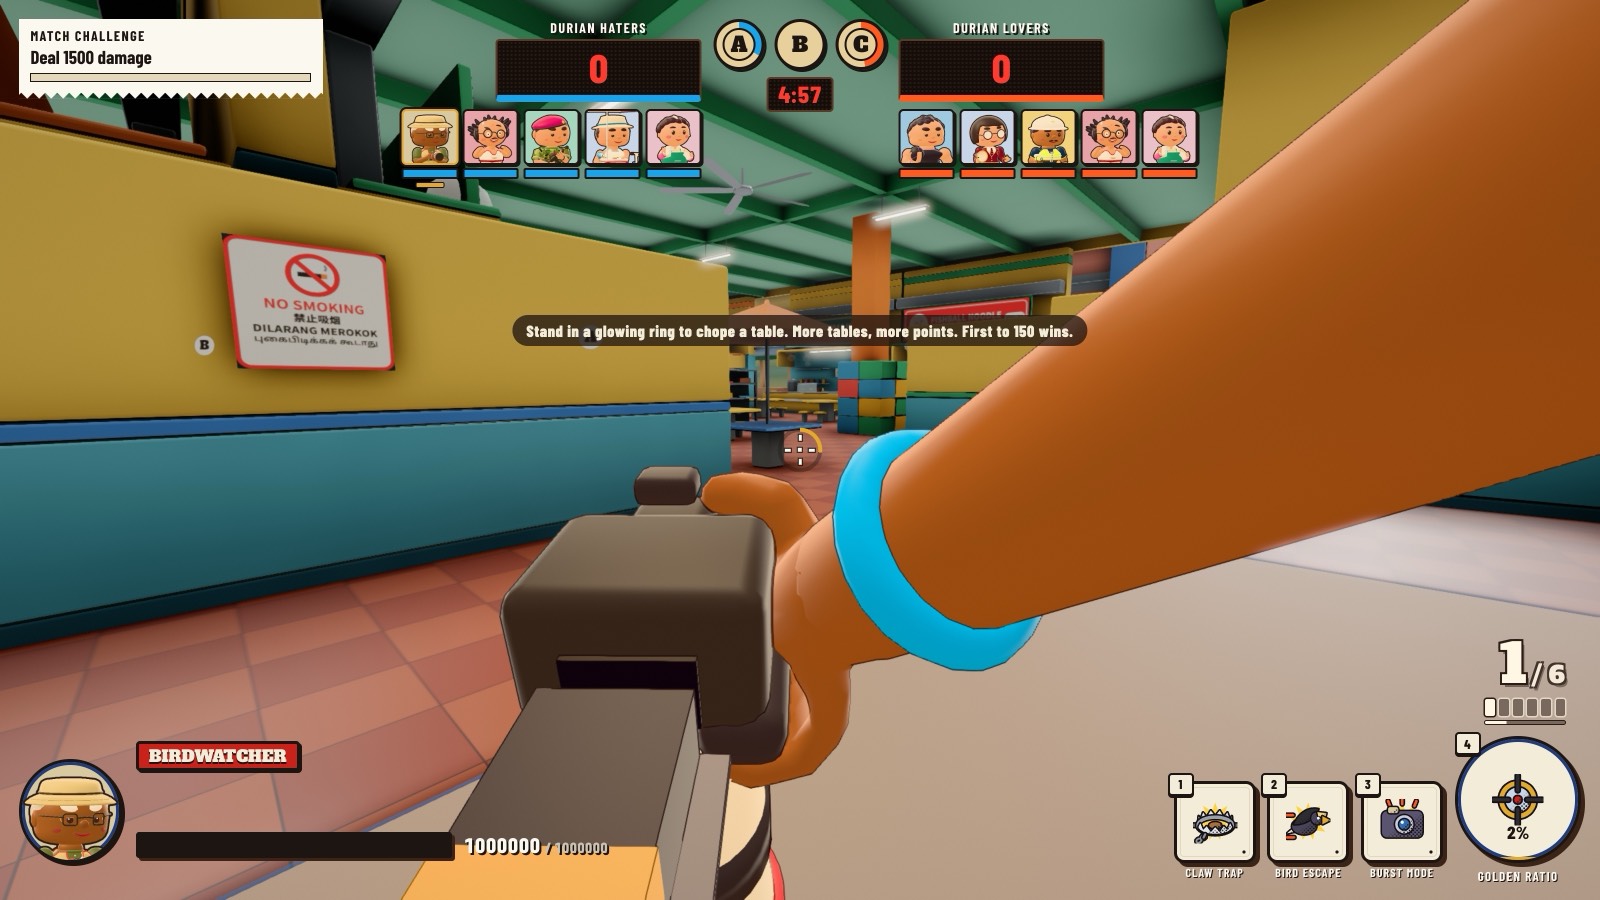 MATCH CHALLENGE
Deal 1500 damage
DURIAN HATERS
0
A
B
C
4:57
DURIAN LOVERS
0
NO SMOKING
禁止吸烟
DILARANG MEROKOK
புகைபிடிக்கக் கூடாது
B
Stand in a glowing ring to chope a table. More tables, more points. First to 150 wins.
BIRDWATCHER
1000000 / 1000000
1/6
1
CLAW TRAP
2
BIRD ESCAPE
3
BURST MODE
4
2%
GOLDEN RATIO